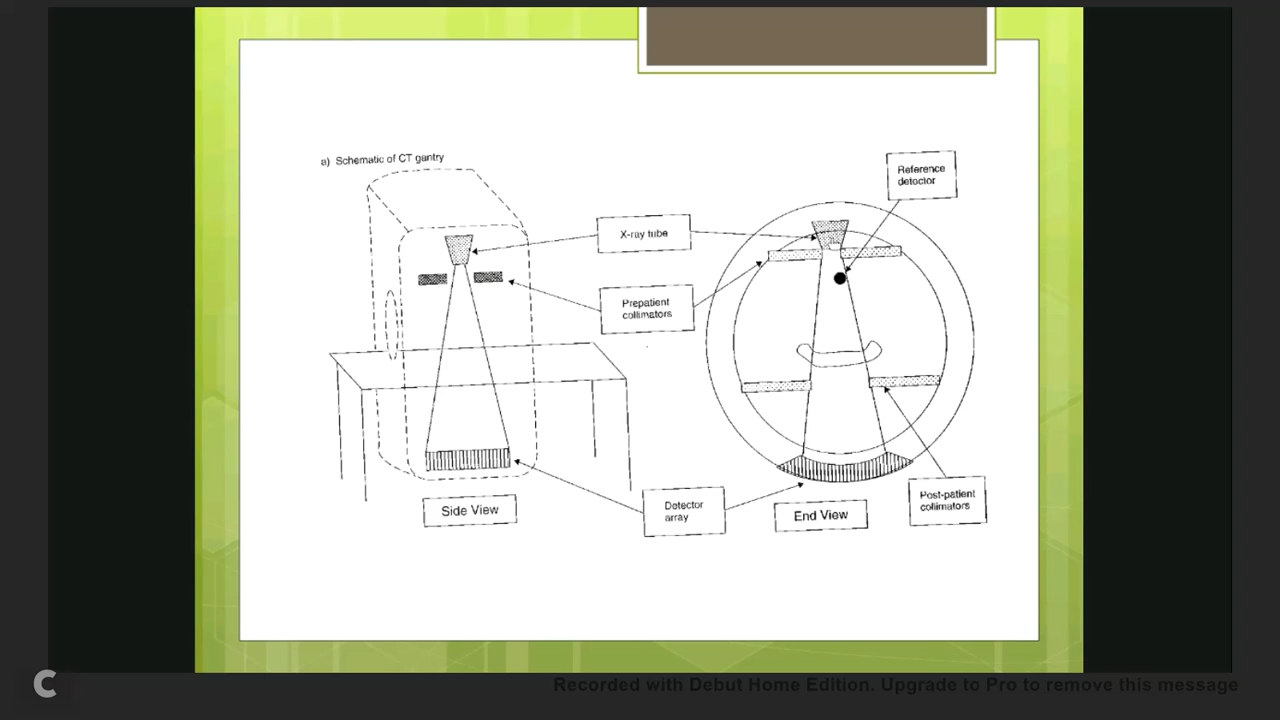 a) Schematic of CT gantry
Reference
detector
X-ray tube
Prepatient
collimators
Detector
array
Post-patient
collimators
Side View
End View
C
Recorded with Debut Home Edition. Upgrade to Pro to remove this message